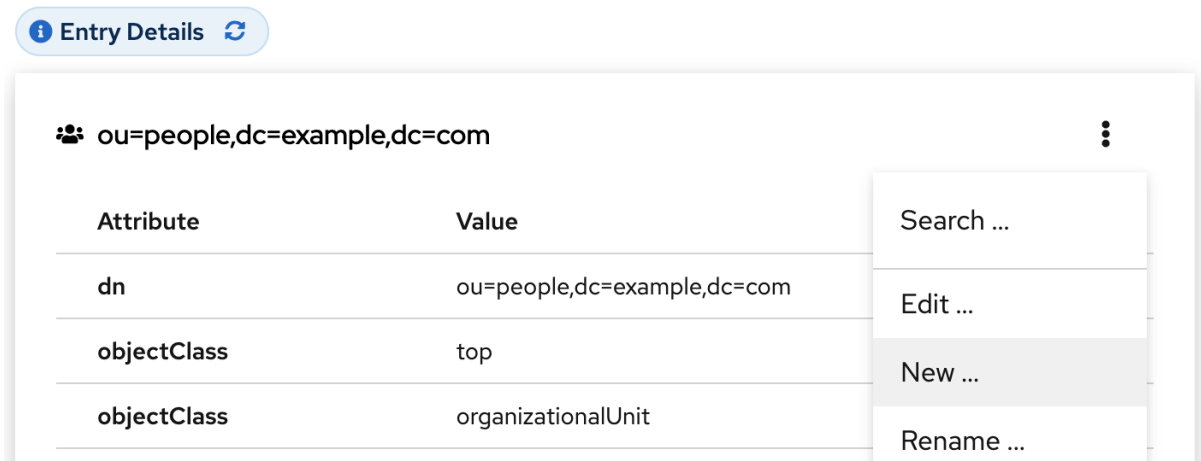 Entry Details
ou=people,dc=example,dc=com
Attribute Value
Search ...
dn ou=people,dc=example,dc=com
Edit ...
objectClass top
New ...
objectClass organizationalUnit
Rename ...